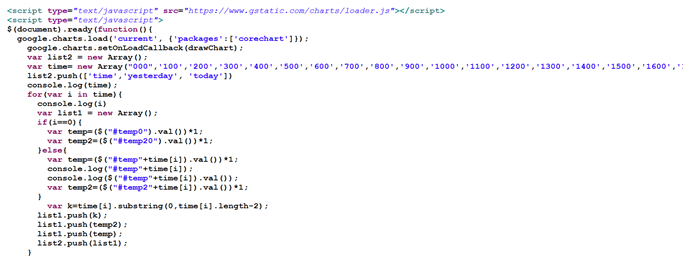 <script type="text/javascript" src="https://www.gstatic.com/charts/loader.js"></script>
<script type="text/javascript">
$(document).ready(function(){
google.charts.load('current', {'packages':['corechart']});
google.charts.setOnLoadCallback(drawChart);
var list2 = new Array();
var time= new Array("000",'100','200','300','400','500','600','700','800','900','1000','1100','1200','1300','1400','1500','1600','1
list2.push(['time','yesterday', 'today'])
console.log(time);
for(var i in time){
console.log(i)
var list1 = new Array();
if(i==0){
var temp=($("#temp0").val())*1;
var temp2=($("#temp20").val())*1;
}else{
var temp=($("#temp"+time[i]).val())*1;
console.log("#temp"+time[i]);
console.log($("#temp"+time[i]).val());
var temp2=($("#temp2"+time[i]).val())*1;
}
var k=time[i].substring(0,time[i].length-2);
list1.push(k);
list1.push(temp2);
list1.push(temp);
list2.push(list1);
}